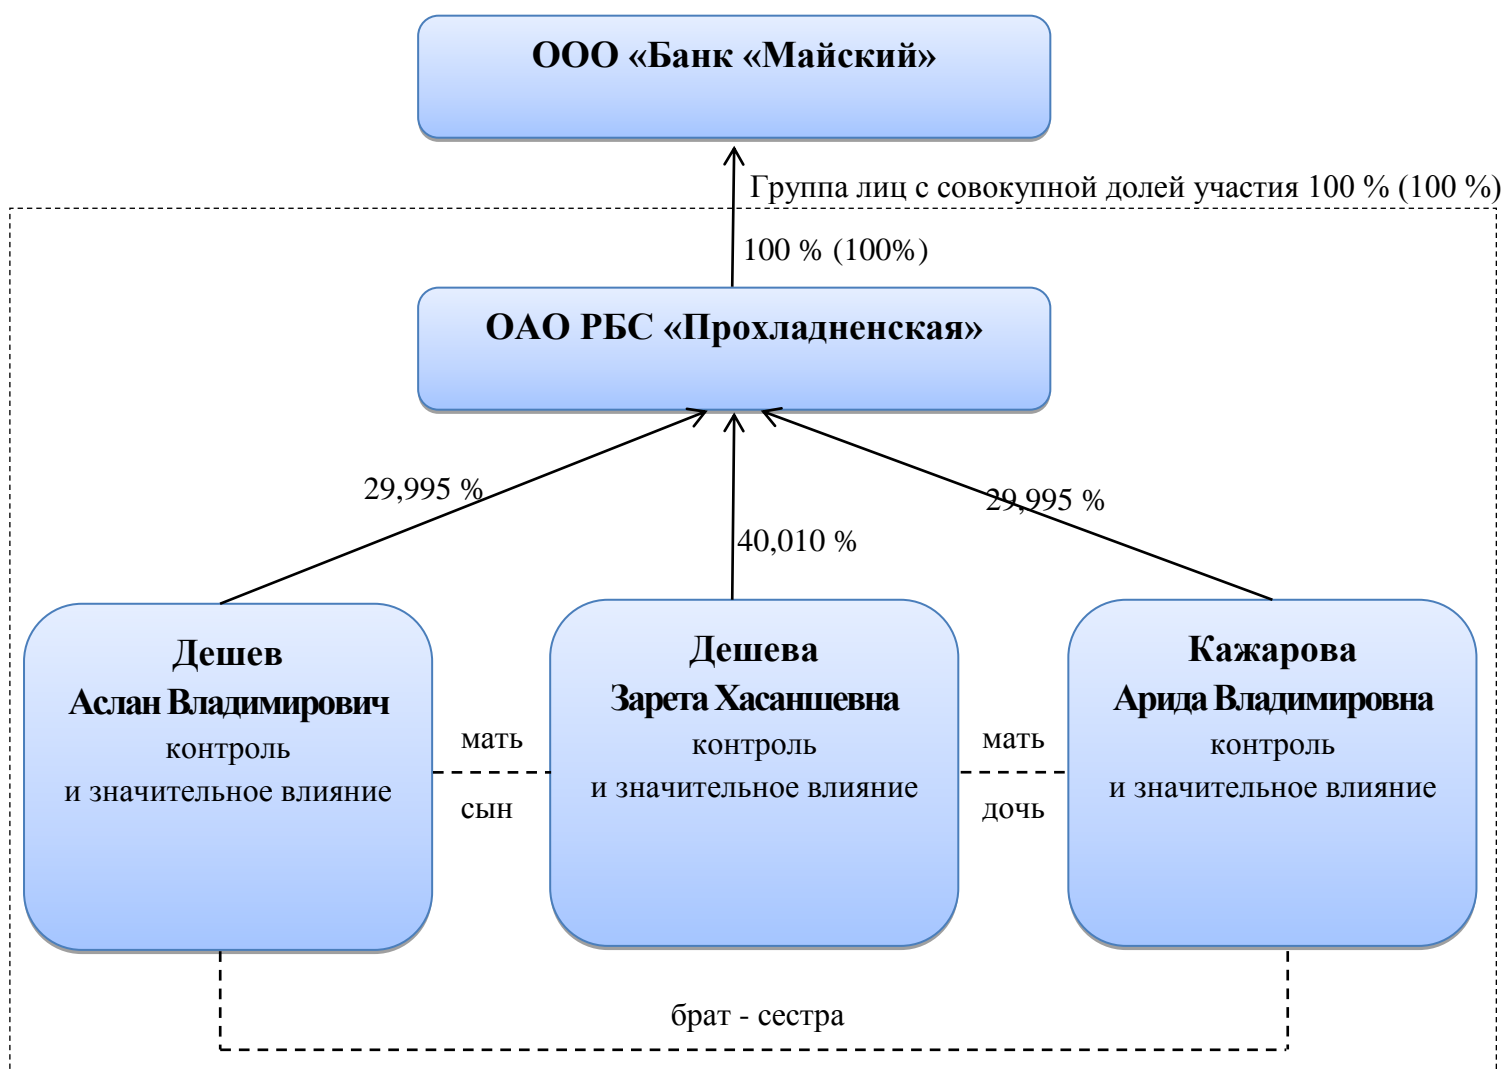 ООО «Банк «Майский»
Группа лиц с совокупной долей участия 100 % (100 %)
100 % (100%)
ОАО РБС «Прохладненская»
29,995 %
40,010 %
29,995 %
Дешев
Аслан Владимирович
контроль
и значительное влияние
мать
сын
Дешева
Зарета Хасаншевна
контроль
и значительное влияние
мать
дочь
Кажарова
Арида Владимировна
контроль
и значительное влияние
брат - сестра